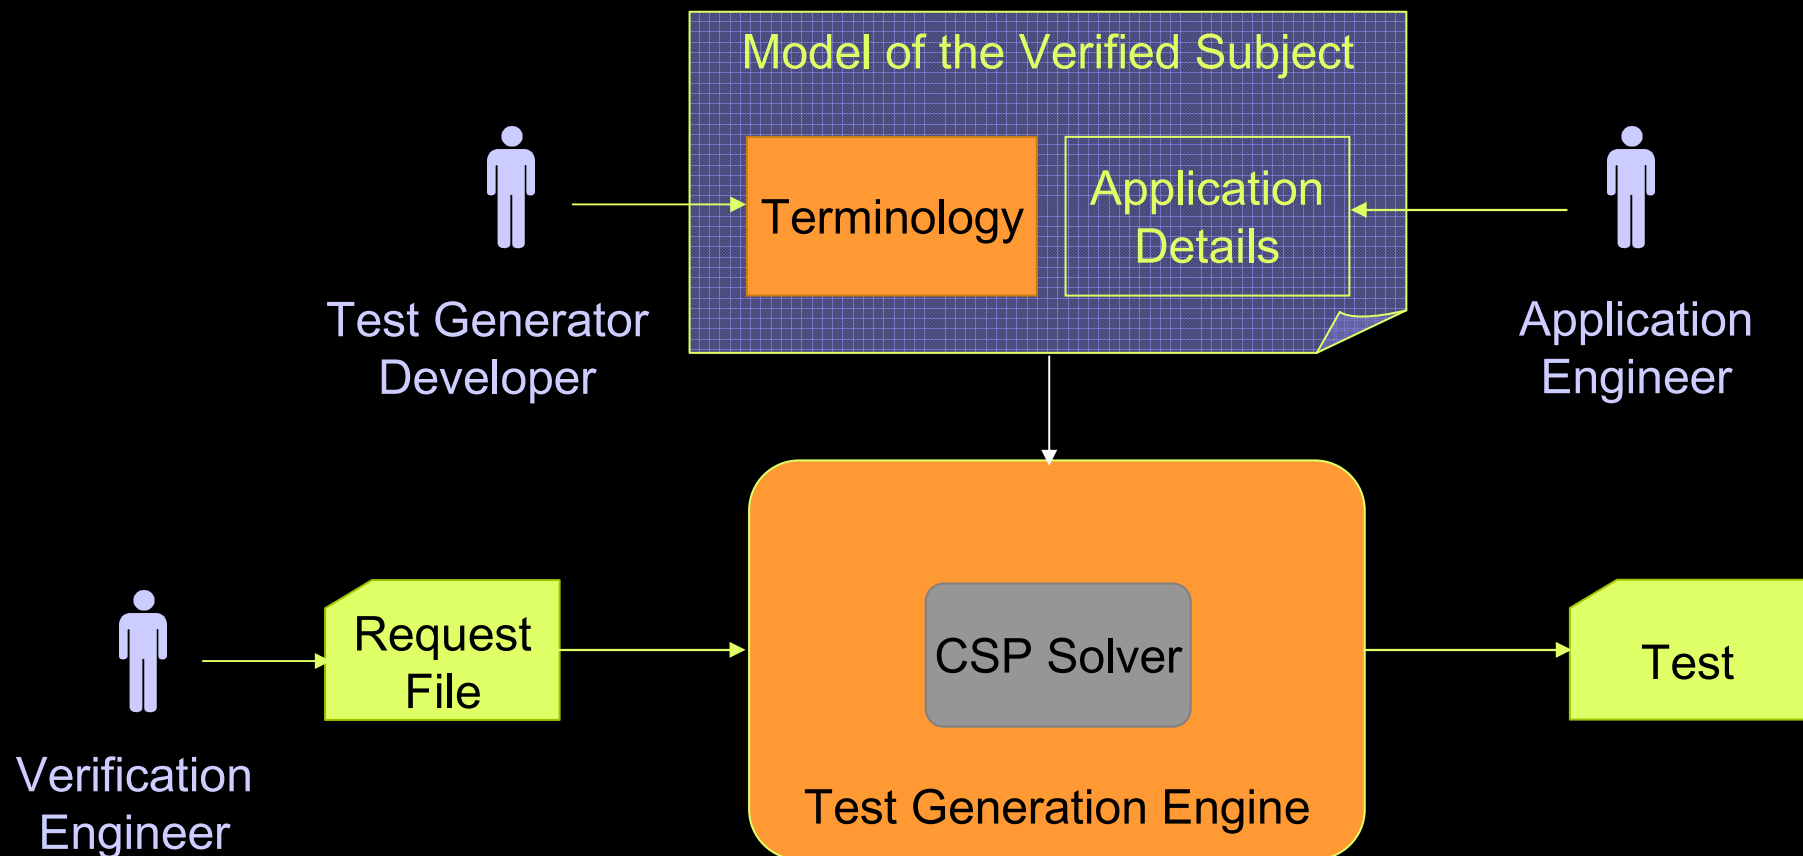 Model of the Verified Subject
Terminology
Application
Details
Test Generator
Developer
Application
Engineer
Request
File
CSP Solver
Test
Verification
Engineer
Test Generation Engine